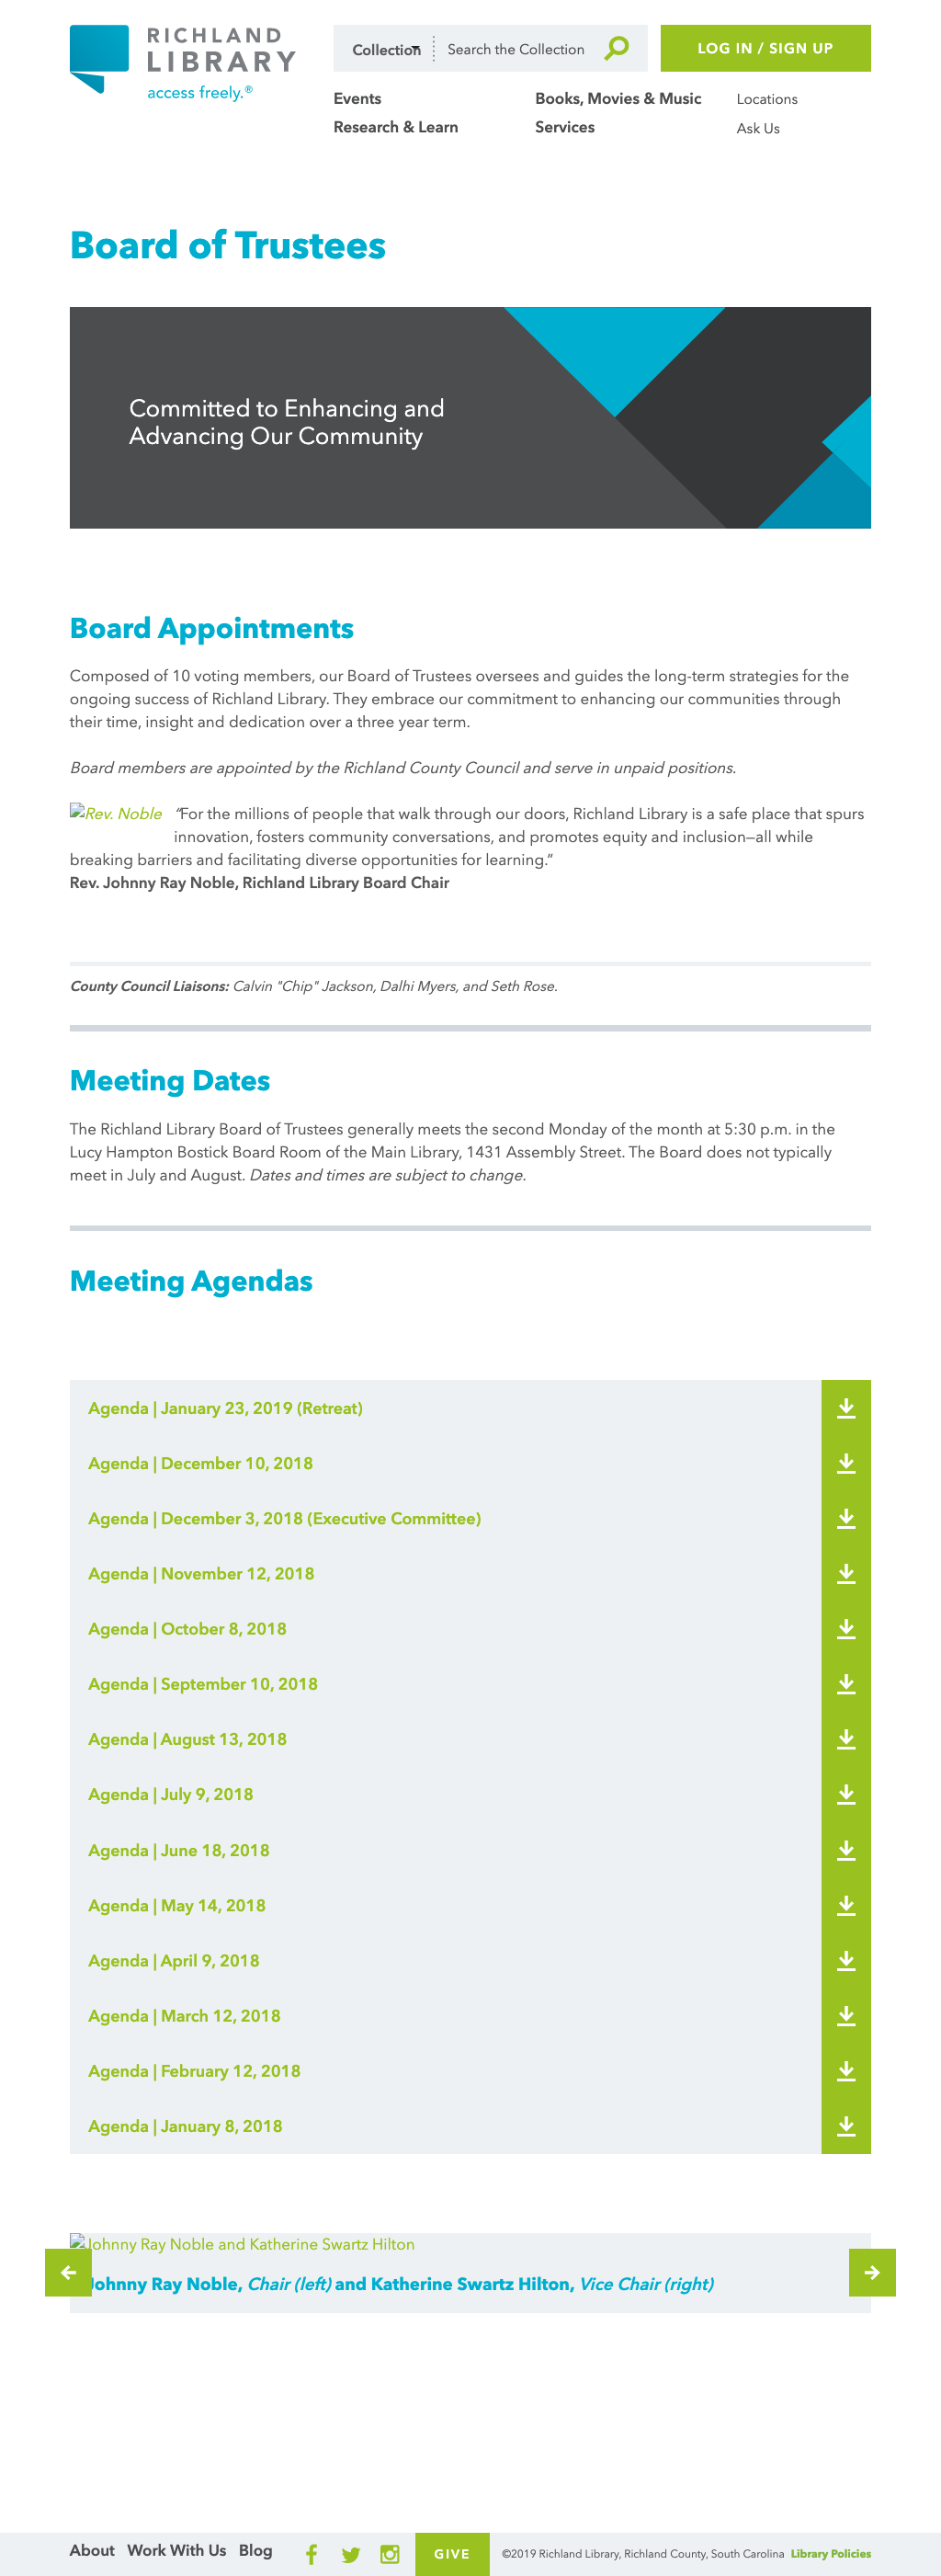 RICHLAND
LIBRARY
access freely.®
Collection
Search the Collection
LOG IN / SIGN UP
Events
Books, Movies & Music
Locations
Research & Learn
Services
Ask Us
Board of Trustees
Committed to Enhancing and
Advancing Our Community
Board Appointments
Composed of 10 voting members, our Board of Trustees oversees and guides the long-term strategies for the
ongoing success of Richland Library. They embrace our commitment to enhancing our communities through
their time, insight and dedication over a three year term.
Board members are appointed by the Richland County Council and serve in unpaid positions.
Rev. Noble
“For the millions of people that walk through our doors, Richland Library is a safe place that spurs
innovation, fosters community conversations, and promotes equity and inclusion—all while
breaking barriers and facilitating diverse opportunities for learning.”
Rev. Johnny Ray Noble, Richland Library Board Chair
County Council Liaisons: Calvin "Chip" Jackson, Dalhi Myers, and Seth Rose.
Meeting Dates
The Richland Library Board of Trustees generally meets the second Monday of the month at 5:30 p.m. in the
Lucy Hampton Bostick Board Room of the Main Library, 1431 Assembly Street. The Board does not typically
meet in July and August. Dates and times are subject to change.
Meeting Agendas
Agenda | January 23, 2019 (Retreat)
Agenda | December 10, 2018
Agenda | December 3, 2018 (Executive Committee)
Agenda | November 12, 2018
Agenda | October 8, 2018
Agenda | September 10, 2018
Agenda | August 13, 2018
Agenda | July 9, 2018
Agenda | June 18, 2018
Agenda | May 14, 2018
Agenda | April 9, 2018
Agenda | March 12, 2018
Agenda | February 12, 2018
Agenda | January 8, 2018
Johnny Ray Noble and Katherine Swartz Hilton
Johnny Ray Noble, Chair (left) and Katherine Swartz Hilton, Vice Chair (right)
About
Work With Us
Blog
GIVE
©2019 Richland Library, Richland County, South Carolina
Library Policies